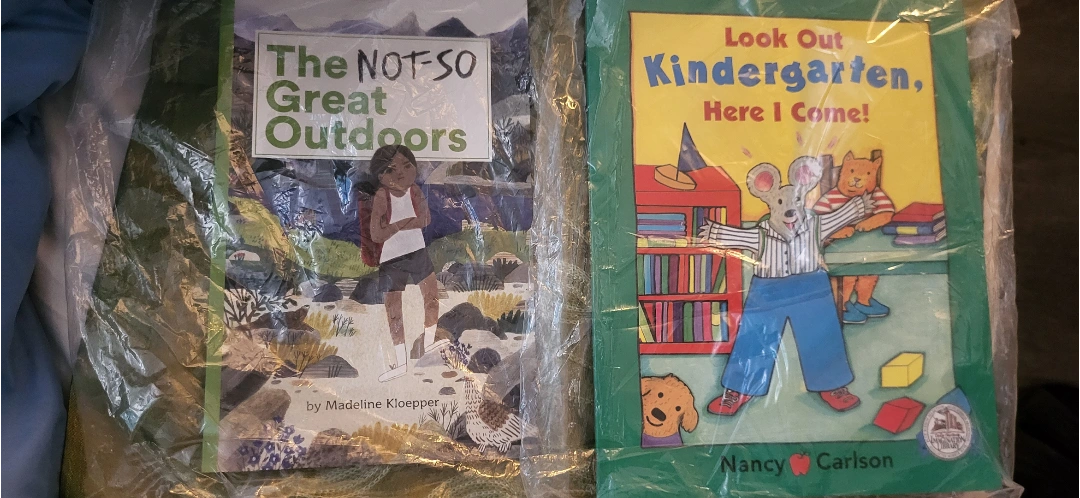 The NOT-SO
Great
Outdoors
by Madeline Kloepper
Look Out
Kindergarten,
Here I Come!
Nancy Carlson